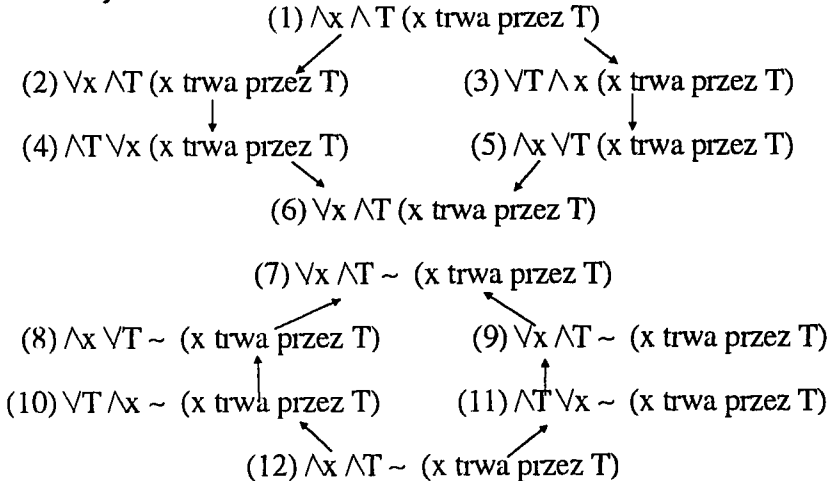 (1) ⋀x ⋀T (x trwa przez T)
(2) ⋁x ⋀T (x trwa przez T) (3) ⋁T ⋀x (x trwa przez T)
(4) ⋀T ⋁x (x trwa przez T) (5) ⋀x ⋁T (x trwa przez T)
(6) ⋁x ⋀T (x trwa przez T)
(7) ⋁x ⋀T ~ (x trwa przez T)
(8) ⋀x ⋁T ~ (x trwa przez T) (9) ⋁x ⋀T ~ (x trwa przez T)
(10) ⋁T ⋀x ~ (x trwa przez T) (11) ⋀T ⋁x ~ (x trwa przez T)
(12) ⋀x ⋀T ~ (x trwa przez T)